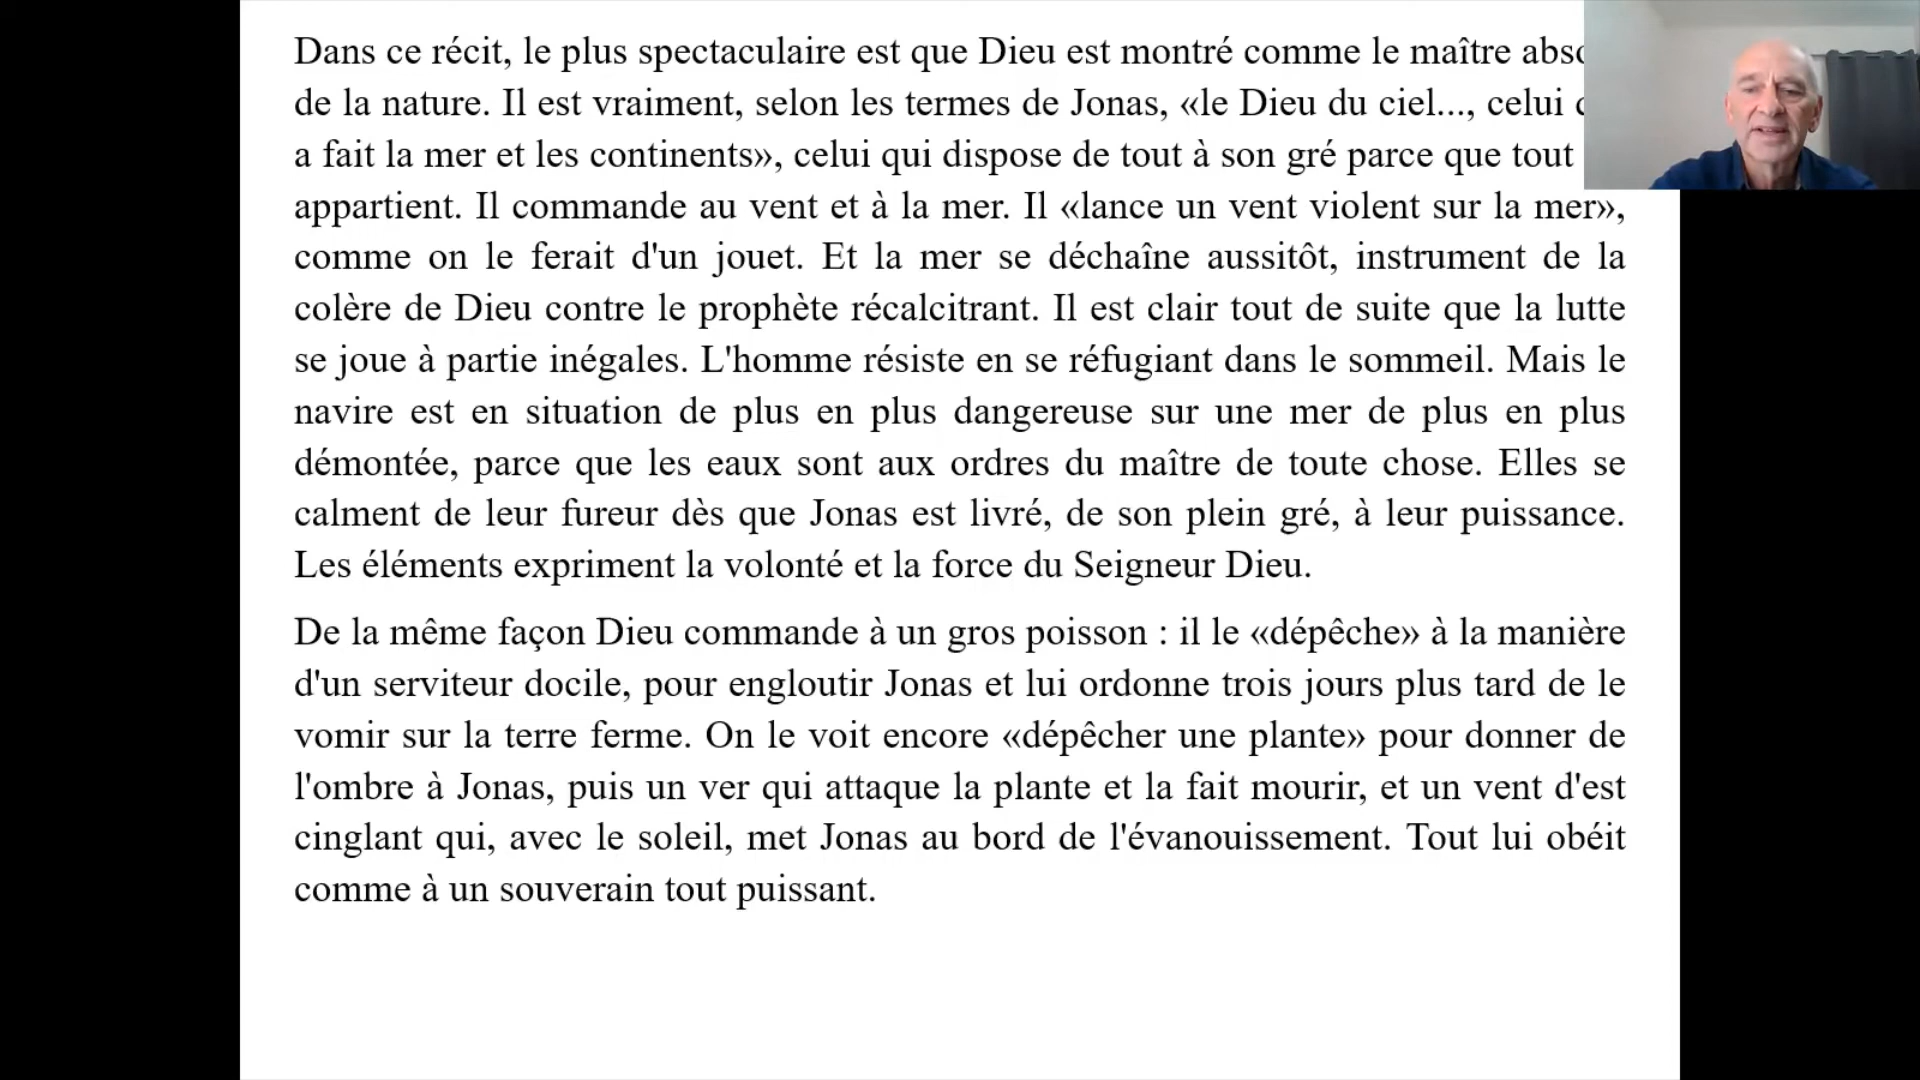 Dans ce récit, le plus spectaculaire est que Dieu est montré comme le maître
de la nature. Il est vraiment, selon les termes de Jonas, «le Dieu du ciel..., celui
a fait la mer et les continents», celui qui dispose de tout à son gré parce que tout
appartient. Il commande au vent et à la mer. Il «lance un vent violent sur la mer»,
comme on le ferait d'un jouet. Et la mer se déchaîne aussitôt, instrument de la
colère de Dieu contre le prophète récalcitrant. Il est clair tout de suite que la lutte
se joue à partie inégales. L'homme résiste en se réfugiant dans le sommeil. Mais le
navire est en situation de plus en plus dangereuse sur une mer de plus en plus
démontée, parce que les eaux sont aux ordres du maître de toute chose. Elles se
calment de leur fureur dès que Jonas est livré, de son plein gré, à leur puissance.
Les éléments expriment la volonté et la force du Seigneur Dieu.
De la même façon Dieu commande à un gros poisson : il le «dépêche» à la manière
d'un serviteur docile, pour engloutir Jonas et lui ordonne trois jours plus tard de le
vomir sur la terre ferme. On le voit encore «dépêcher une plante» pour donner de
l'ombre à Jonas, puis un ver qui attaque la plante et la fait mourir, et un vent d'est
cinglant qui, avec le soleil, met Jonas au bord de l'évanouissement. Tout lui obéit
comme à un souverain tout puissant.